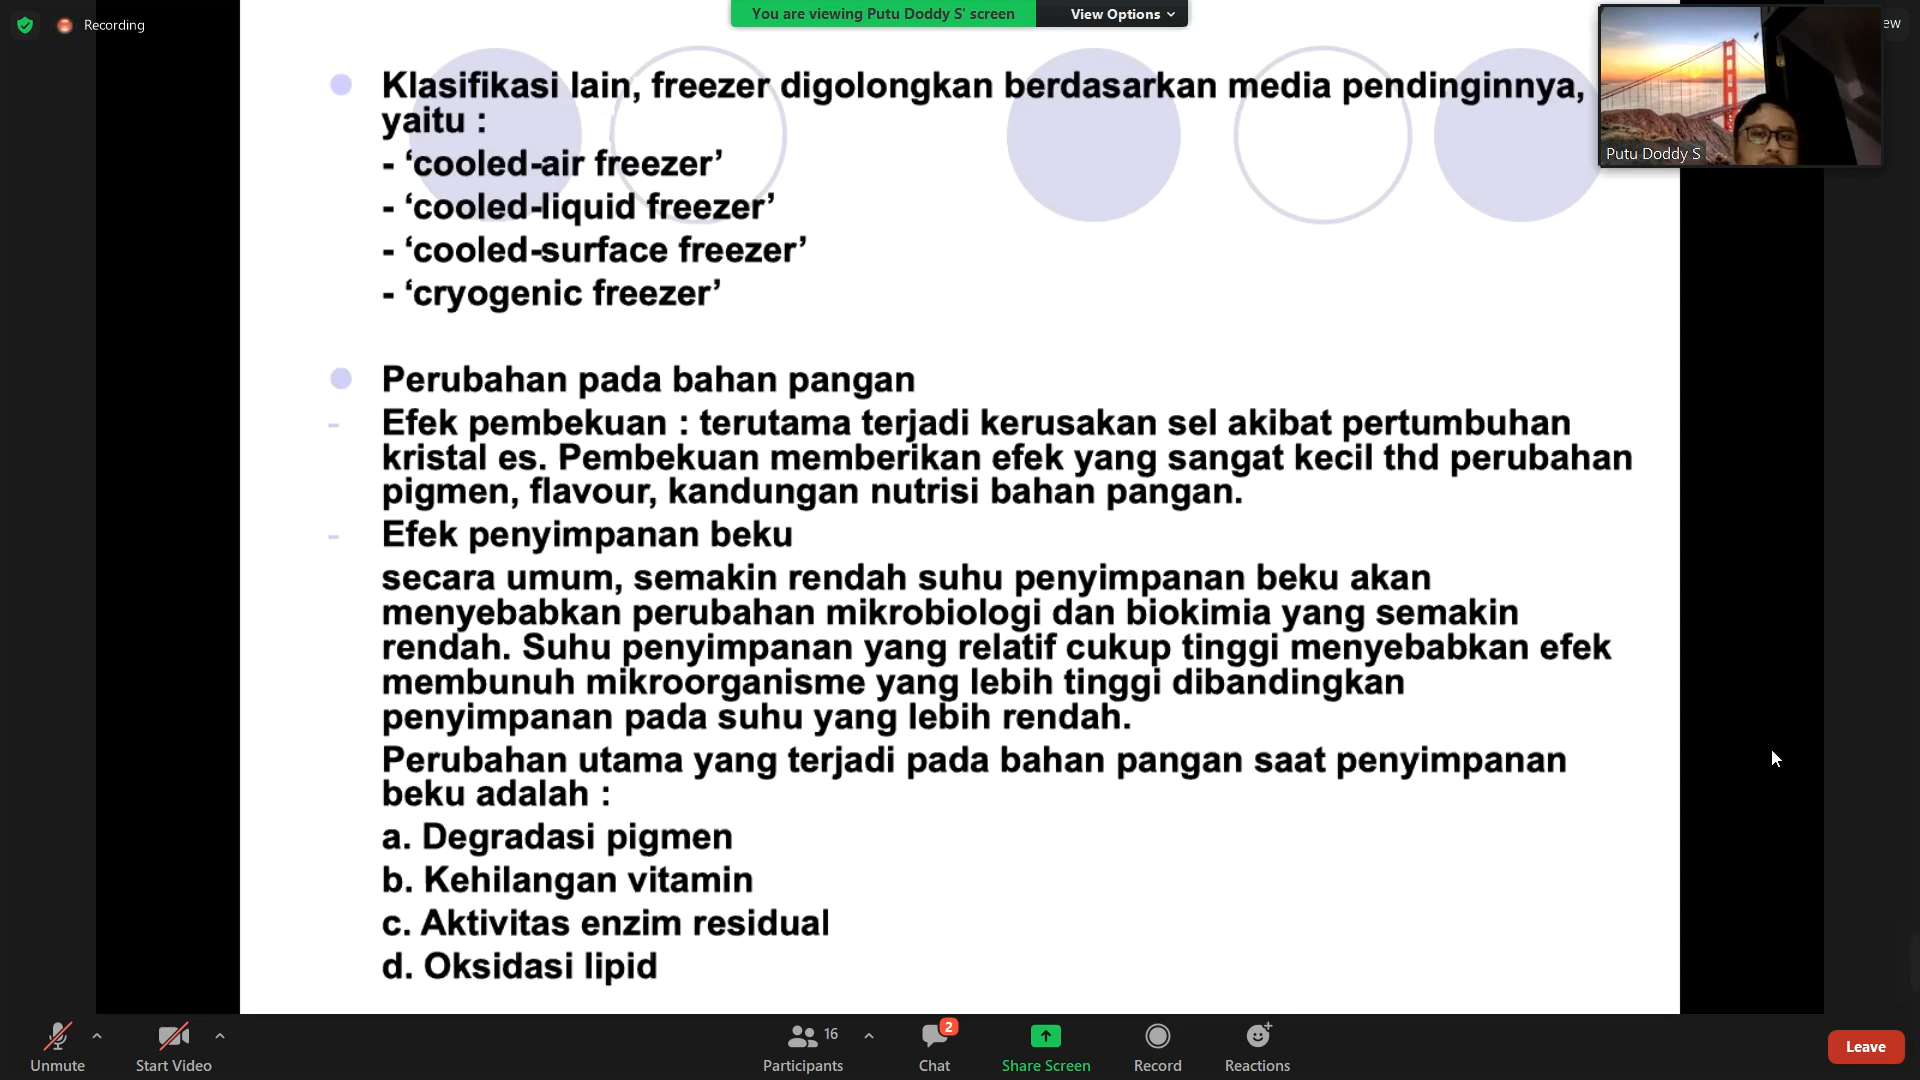 Recording
You are viewing Putu Doddy S' screen
View Options
ew
Klasifikasi lain, freezer digolongkan berdasarkan media pendinginnya,
yaitu :
- ‘cooled-air freezer’
- ‘cooled-liquid freezer’
- ‘cooled-surface freezer’
- ‘cryogenic freezer’
Putu Doddy S
Perubahan pada bahan pangan
- Efek pembekuan : terutama terjadi kerusakan sel akibat pertumbuhan
kristal es. Pembekuan memberikan efek yang sangat kecil thd perubahan
pigmen, flavour, kandungan nutrisi bahan pangan.
- Efek penyimpanan beku
secara umum, semakin rendah suhu penyimpanan beku akan
menyebabkan perubahan mikrobiologi dan biokimia yang semakin
rendah. Suhu penyimpanan yang relatif cukup tinggi menyebabkan efek
membunuh mikroorganisme yang lebih tinggi dibandingkan
penyimpanan pada suhu yang lebih rendah.
Perubahan utama yang terjadi pada bahan pangan saat penyimpanan
beku adalah :
a. Degradasi pigmen
b. Kehilangan vitamin
c. Aktivitas enzim residual
d. Oksidasi lipid
Unmute
Start Video
16
Participants
2
Chat
Share Screen
Record
Reactions
Leave